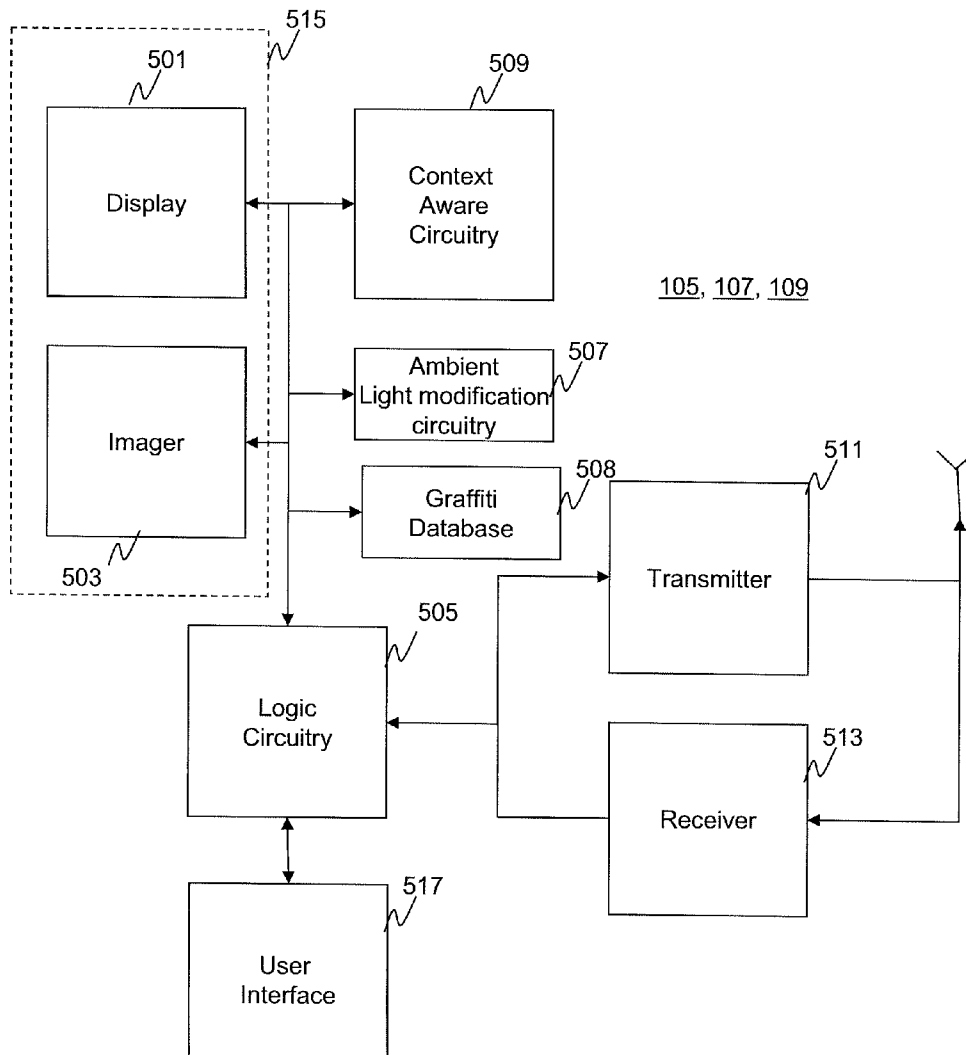 515
501
509
Display
Context
Aware
Circuitry
105, 107, 109
507
Ambient
Light modification
circuitry
Imager
511
508
Graffiti
Database
503
Transmitter
505
Logic
Circuitry
513
Receiver
517
User
Interface